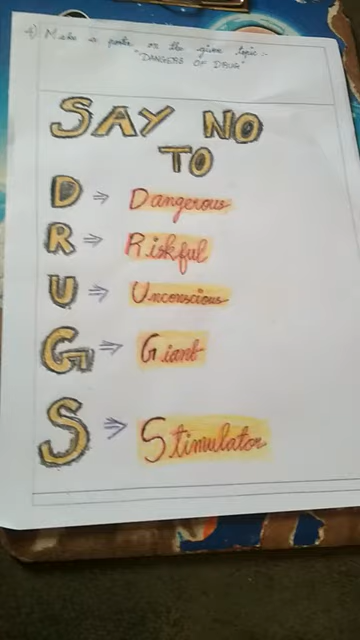 4) Make a poster on the given topic:-
"DANGERS OF DRUG"
SAY NO
TO
D ⇒ Dangerous
R ⇒ Riskful
U ⇒ Unconscious
G ⇒ Giant
S ⇒ Stimulator